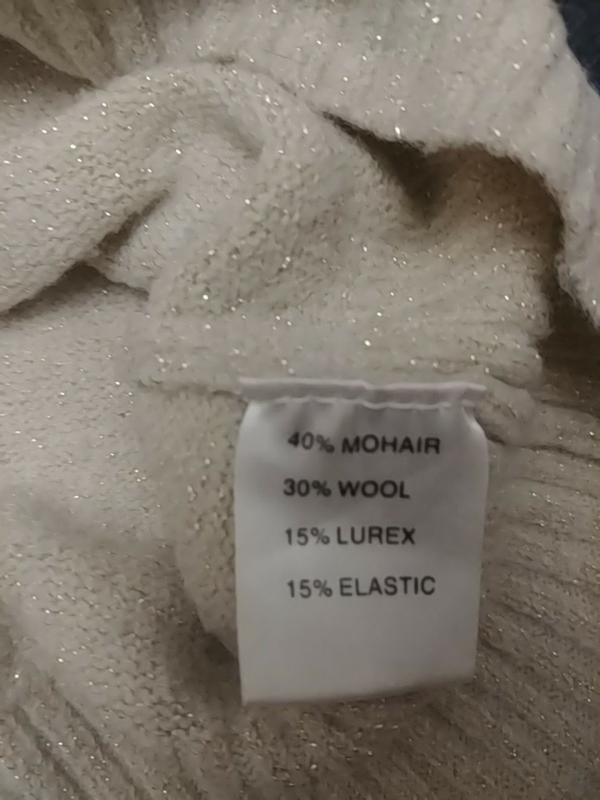 40% MOHAIR
30% WOOL
15% LUREX
15% ELASTIC